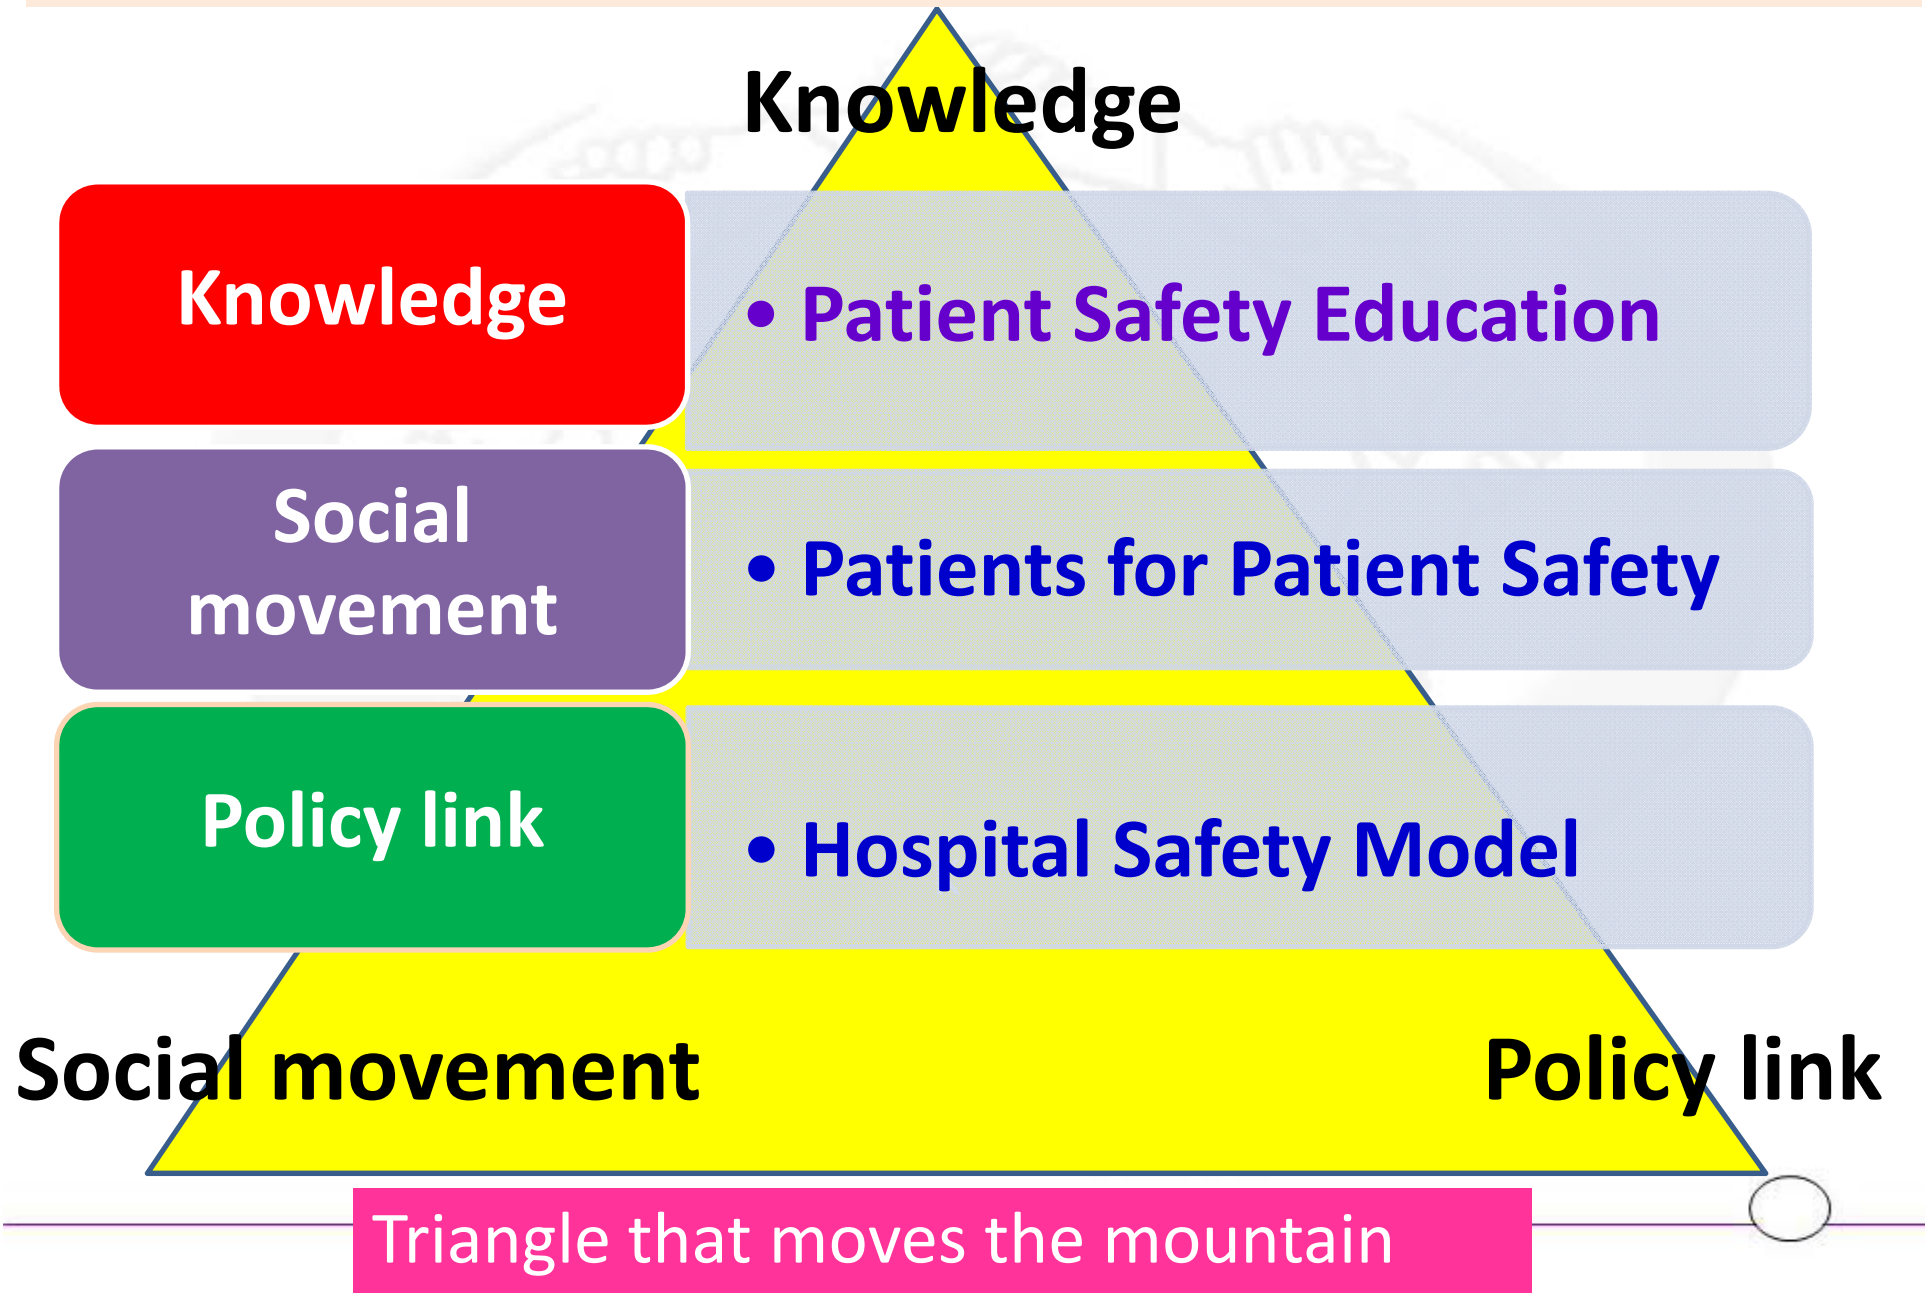 Knowledge
Knowledge
• Patient Safety Education
Social
movement
• Patients for Patient Safety
Policy link
• Hospital Safety Model
Social movement
Policy link
Triangle that moves the mountain